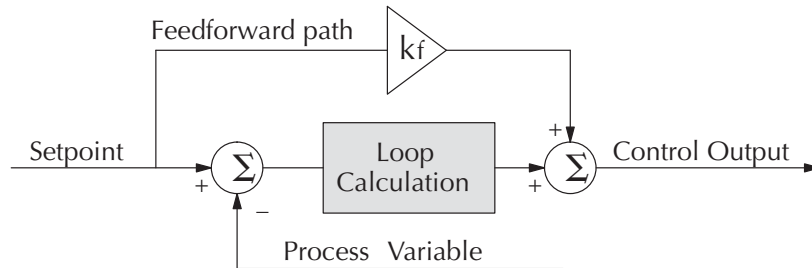 Feedforward path
kf
+
Setpoint
+
Σ
−
Loop
Calculation
+
Σ
Control Output
Process Variable